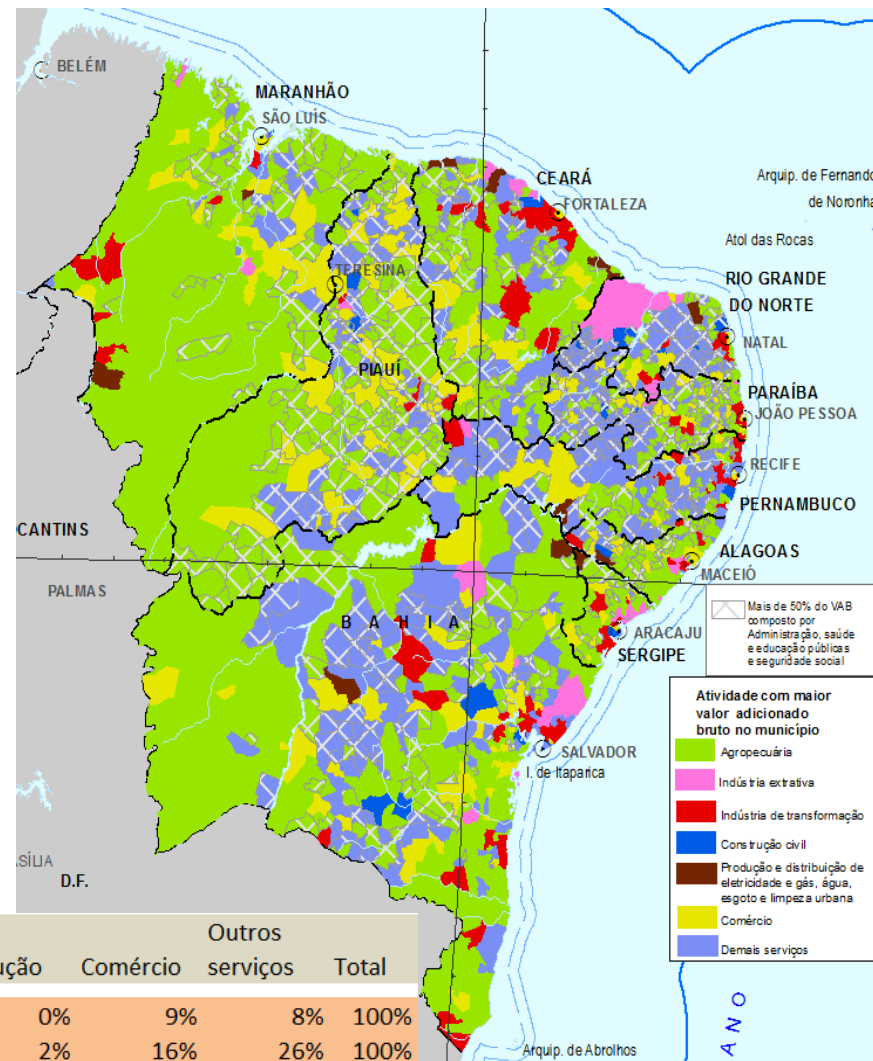 BELÉM
MARANHÃO
SÃO LUÍS
CEARÁ
FORTALEZA
Arquip. de Fernando
de Noronha
Atol das Rocas
TERESINA
RIO GRANDE
DO NORTE
NATAL
PIAUÍ
PARAÍBA
JOÃO PESSOA
RECIFE
PERNAMBUCO
OCANTINS
ALAGOAS
MACEIÓ
PALMAS
Mais de 50% do VAB
composto por
Administração, saúde
e educação públicas
e seguridade social
BAHIA
ARACAJU
SERGIPE
Atividade com maior
valor adicionado
bruto no município
Agropecuária
Indústria extrativa
Indústria de transformação
Construção civil
Produção e distribuição de
eletricidade e gás, água,
esgoto e limpeza urbana
Comércio
Demais serviços
SALVADOR
I. de Itaparica
SÍLIA
D.F.
Outros
ução Comércio serviços Total
0% 9% 8% 100%
2% 16% 26% 100%
Arquip. de Abrolhos
ANO